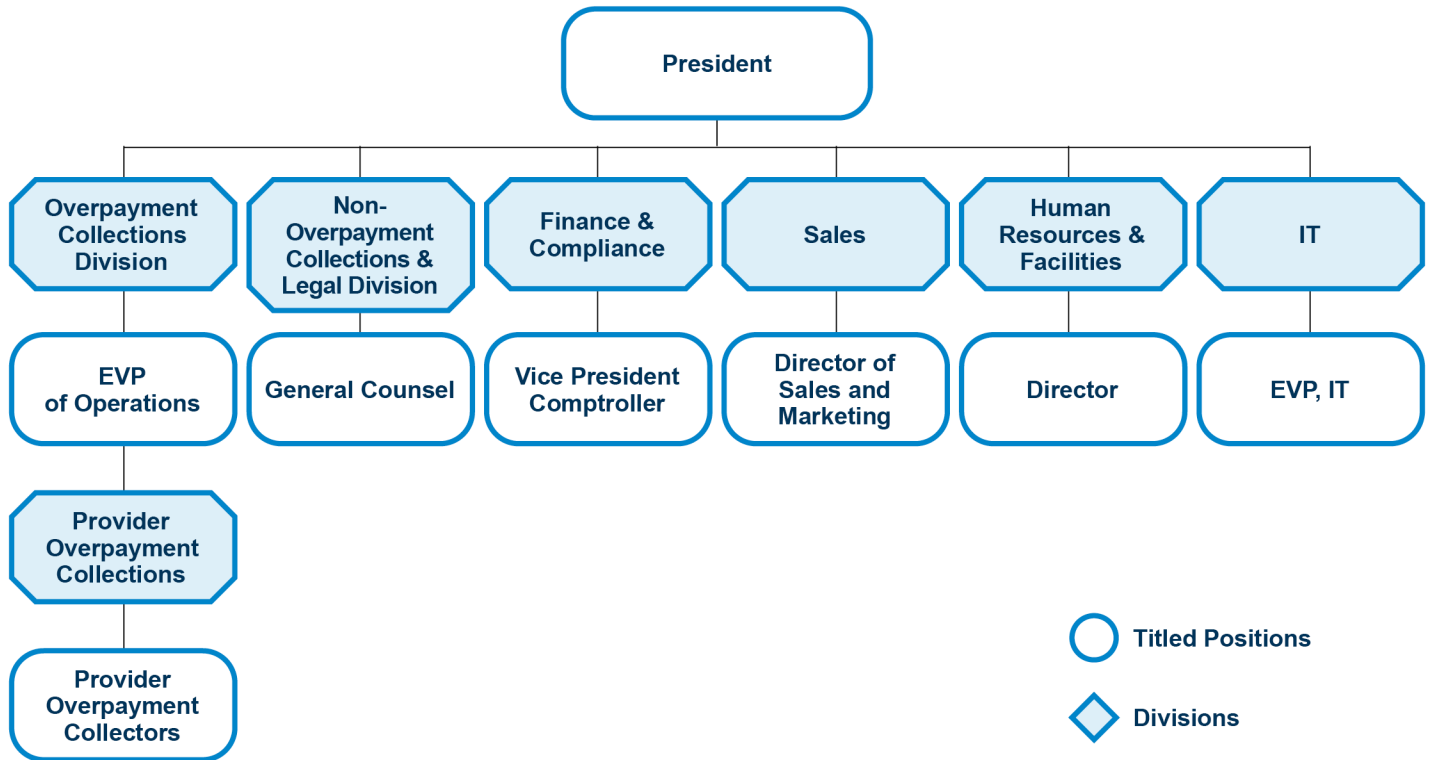 President
Overpayment
Collections
Division
Non-
Overpayment
Collections &
Legal Division
Finance &
Compliance
Sales
Human
Resources &
Facilities
IT
EVP
of Operations
General Counsel
Vice President
Comptroller
Director of
Sales and
Marketing
Director
EVP, IT
Provider
Overpayment
Collections
Provider
Overpayment
Collectors
Titled Positions
Divisions